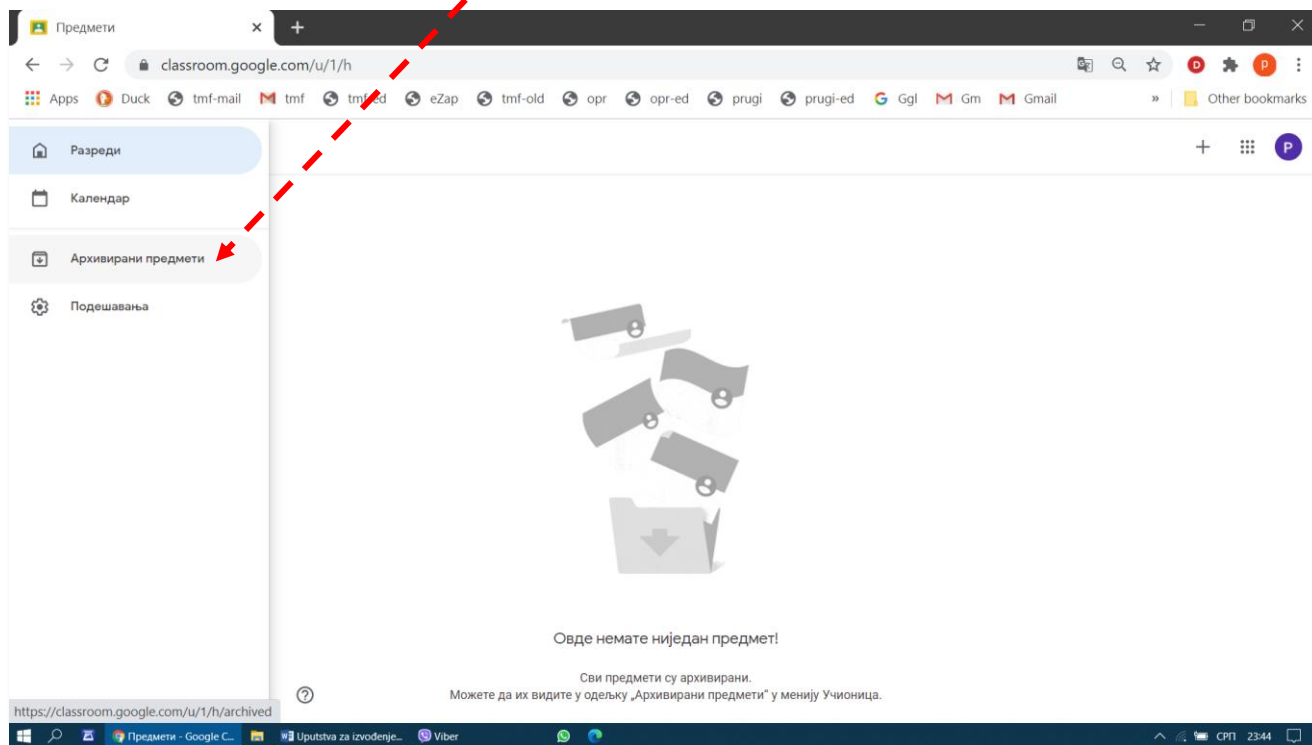 Предмети
classroom.google.com/u/1/h
Apps Duck tmf-mail tmf tmf-ed eZap tmf-old opr opr-ed prugi prugi-ed Ggl Gm Gmail » Other bookmarks
Разреди
Календар
Архивирани предмети
Подешавања
P
Овде немате ниједан предмет!
Сви предмети су архивирани.
Можете да их видите у одељку „Архивирани предмети“ у менију Учионица.
https://classroom.google.com/u/1/h/archived
Предмети - Google C... Uputstva za izvođenje... Viber СРП 23:44